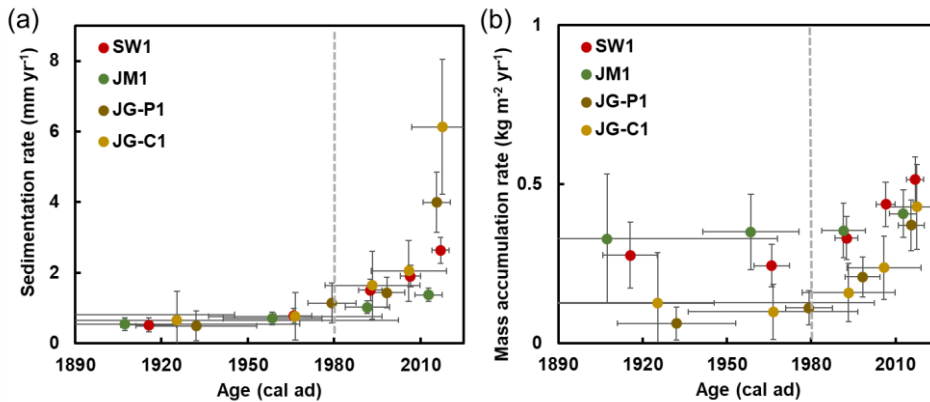 (a)
Sedimentation rate (mm yr⁻¹)
8
6
4
2
0
SW1
JM1
JG-P1
JG-C1
1890 1920 1950 1980 2010
Age (cal ad)
(b)
Mass accumulation rate (kg m⁻² yr⁻¹)
1
0.5
0
SW1
JM1
JG-P1
JG-C1
1890 1920 1950 1980 2010
Age (cal ad)